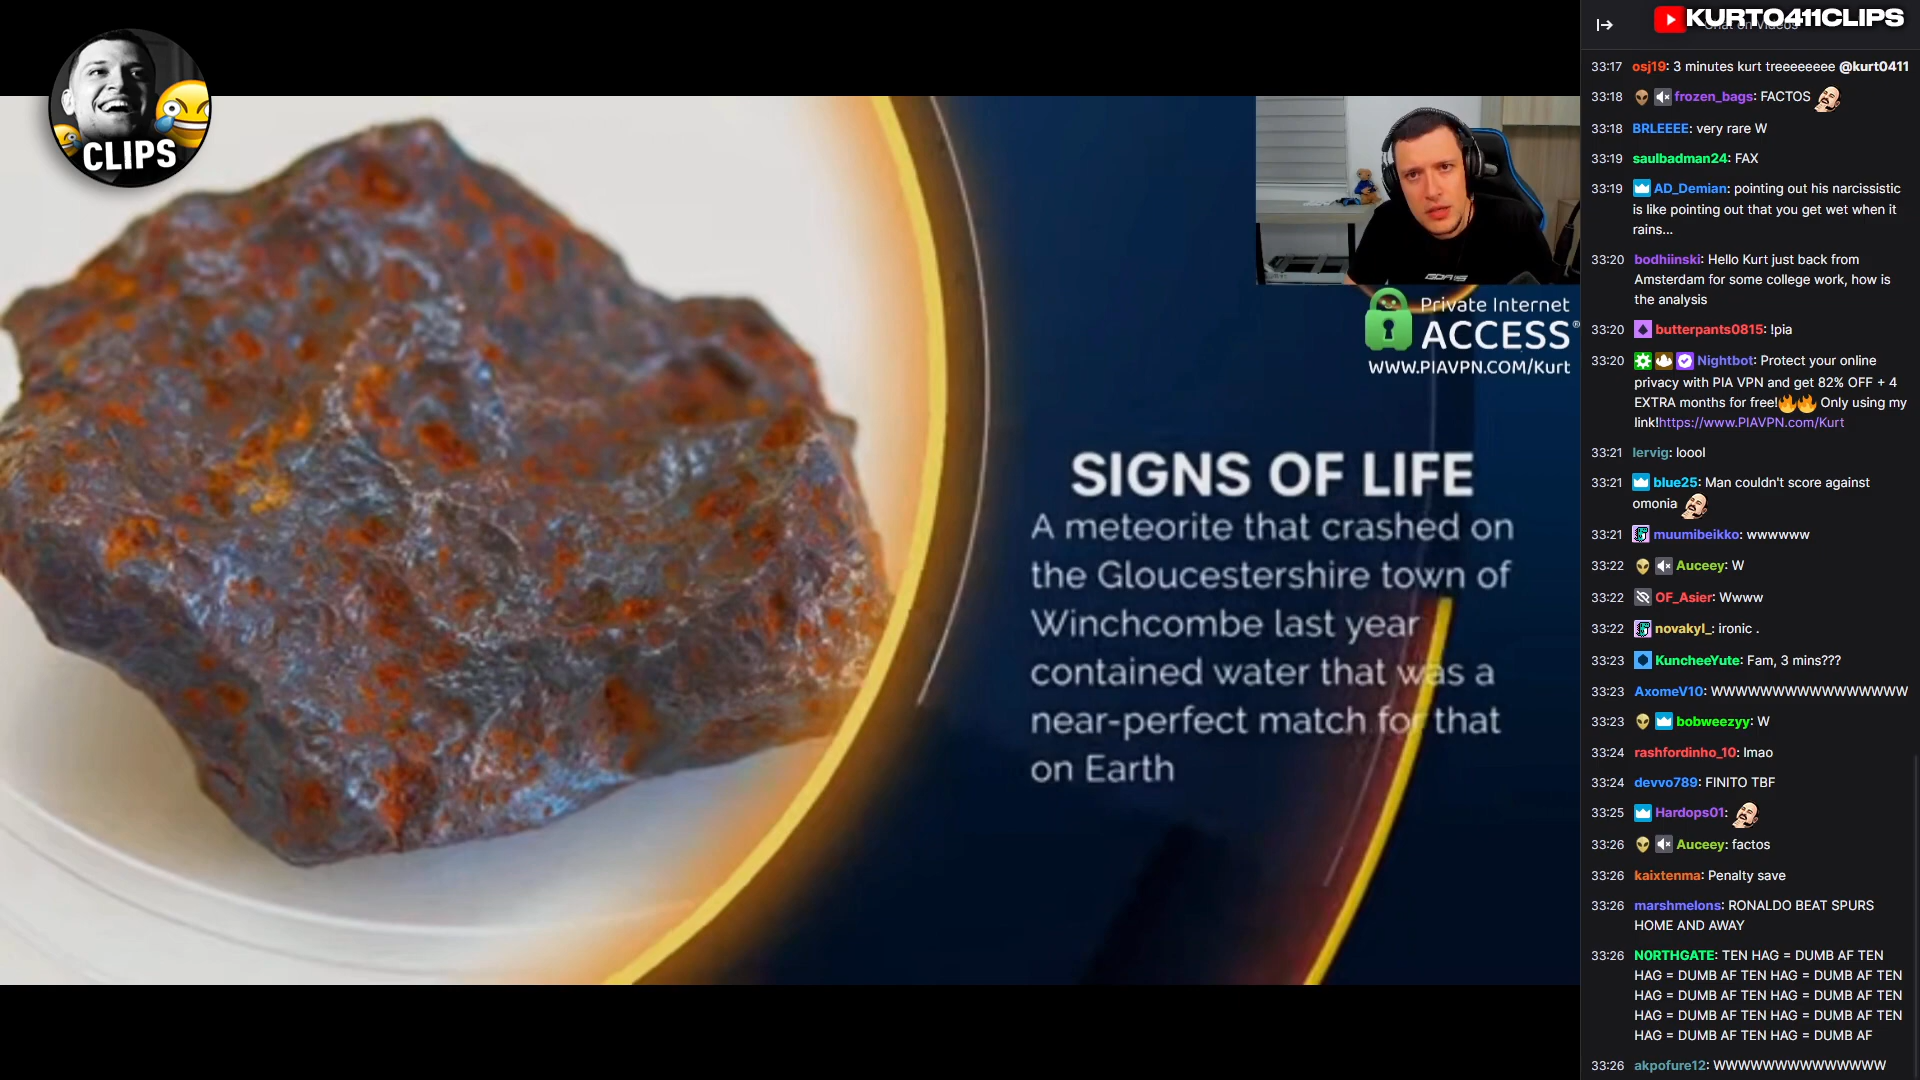 CLIPS
Private Internet
ACCESS®
WWW.PIAVPN.COM/Kurt
SIGNS OF LIFE
A meteorite that crashed on
the Gloucestershire town of
Winchcombe last year
contained water that was a
near-perfect match for that
on Earth
KURT0411CLIPS
33:17 osj19: 3 minutes kurt treeeeeeee @kurt0411
33:18 frozen_bags: FACTOS
33:18 BRLEEEE: very rare W
33:19 saulbadman24: FAX
33:19 AD_Demian: pointing out his narcissistic
is like pointing out that you get wet when it
rains...
33:20 bodhiinski: Hello Kurt just back from
Amsterdam for some college work, how is
the analysis
33:20 butterpants0815: !pia
33:20 Nightbot: Protect your online
privacy with PIA VPN and get 82% OFF + 4
EXTRA months for free!🔥🔥 Only using my
link!https://www.PIAVPN.com/Kurt
33:21 lervig: loool
33:21 blue25: Man couldn't score against
omonia
33:21 muumibeikko: wwwwww
33:22 Auceey: W
33:22 OF_Asier: Wwww
33:22 novakyl_: ironic .
33:23 KuncheeYute: Fam, 3 mins???
33:23 AxomeV10: WWWWWWWWWWWWWWWW
33:23 bobweezyy: W
33:24 rashfordinho_10: lmao
33:24 devvo789: FINITO TBF
33:25 Hardops01:
33:26 Auceey: factos
33:26 kaixtenma: Penalty save
33:26 marshmelons: RONALDO BEAT SPURS
HOME AND AWAY
33:26 N0RTHGATE: TEN HAG = DUMB AF TEN
HAG = DUMB AF TEN HAG = DUMB AF TEN
HAG = DUMB AF TEN HAG = DUMB AF TEN
HAG = DUMB AF TEN HAG = DUMB AF TEN
HAG = DUMB AF TEN HAG = DUMB AF
33:26 akpofure12: WWWWWWWWWWWWWW